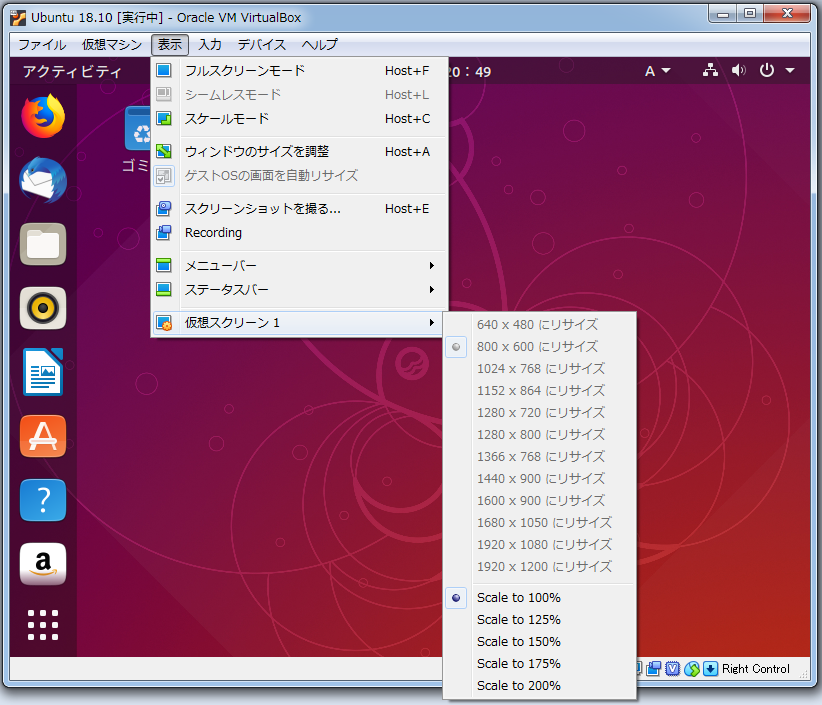 Ubuntu 18.10 [実行中] - Oracle VM VirtualBox
ファイル 仮想マシン 表示 入力 デバイス ヘルプ
アクティビティ
20：49
A
フルスクリーンモード Host+F
シームレスモード Host+L
スケールモード Host+C
ウィンドウのサイズを調整 Host+A
ゲストOSの画面を自動リサイズ
スクリーンショットを撮る... Host+E
Recording
メニューバー
ステータスバー
仮想スクリーン 1
ゴミ
640 x 480 にリサイズ
800 x 600 にリサイズ
1024 x 768 にリサイズ
1152 x 864 にリサイズ
1280 x 720 にリサイズ
1280 x 800 にリサイズ
1366 x 768 にリサイズ
1440 x 900 にリサイズ
1600 x 900 にリサイズ
1680 x 1050 にリサイズ
1920 x 1080 にリサイズ
1920 x 1200 にリサイズ
Scale to 100%
Scale to 125%
Scale to 150%
Scale to 175%
Scale to 200%
?
a
Right Control